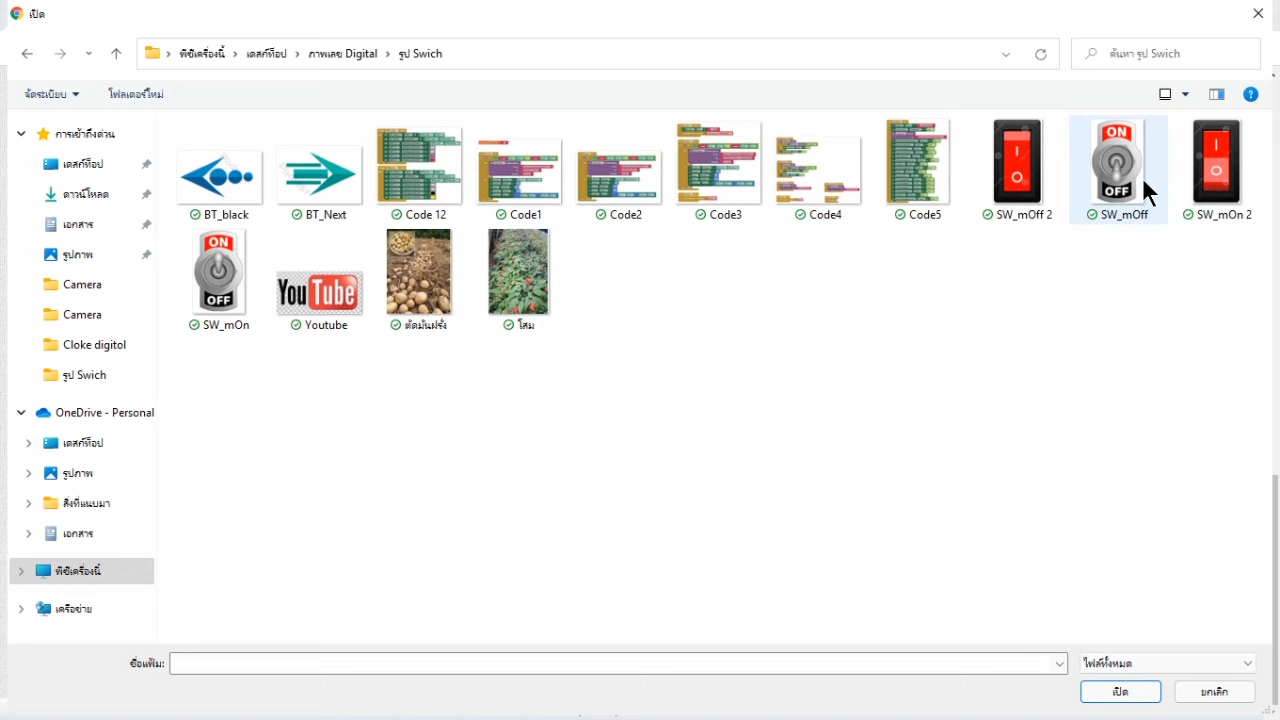 เปิด
พีซีเครื่องนี้ › เดสก์ท็อป › ภาพเลข Digital › รูป Swich
ค้นหา รูป Swich
จัดระเบียบ
โฟลเดอร์ใหม่
การเข้าถึงด่วน
เดสก์ท็อป
ดาวน์โหลด
เอกสาร
รูปภาพ
Camera
Camera
Cloke digitol
รูป Swich
OneDrive - Personal
เดสก์ท็อป
รูปภาพ
สิ่งที่แนบมา
เอกสาร
พีซีเครื่องนี้
เครือข่าย
BT_black
BT_Next
Code 12
Code1
Code2
Code3
Code4
Code5
SW_mOff 2
ON
OFF
SW_mOff
SW_mOn 2
ON
OFF
SW_mOn
YouTube
Youtube
ตัดมันฝรั่ง
โสม
ชื่อแฟ้ม:
ไฟล์ทั้งหมด
เปิด
ยกเลิก